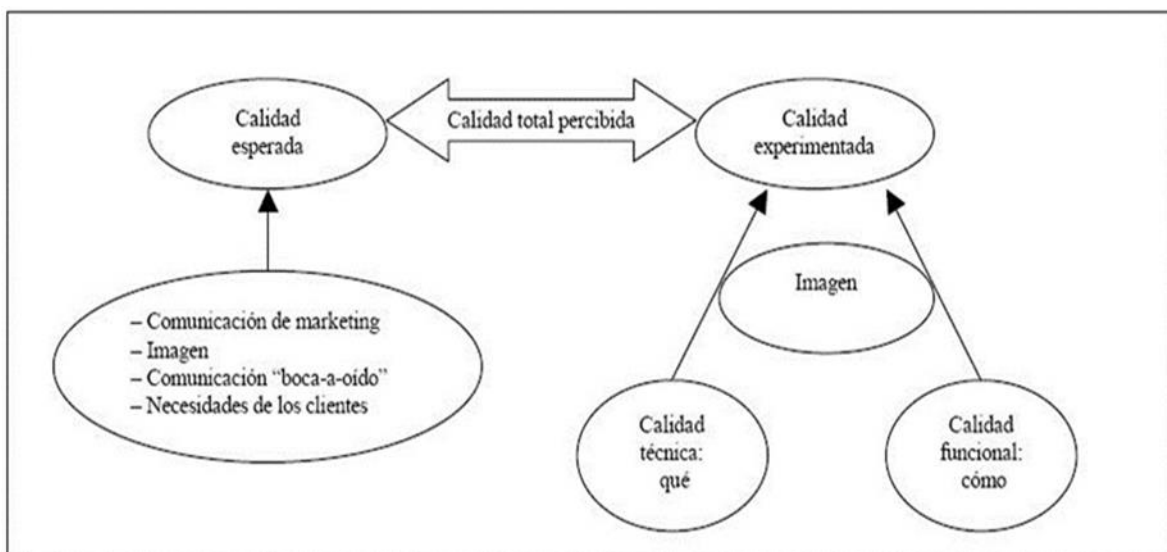 Calidad
esperada
Calidad total percibida
Calidad
experimentada
– Comunicación de marketing
– Imagen
– Comunicación “boca-a-oído”
– Necesidades de los clientes
Imagen
Calidad
técnica:
qué
Calidad
funcional:
cómo